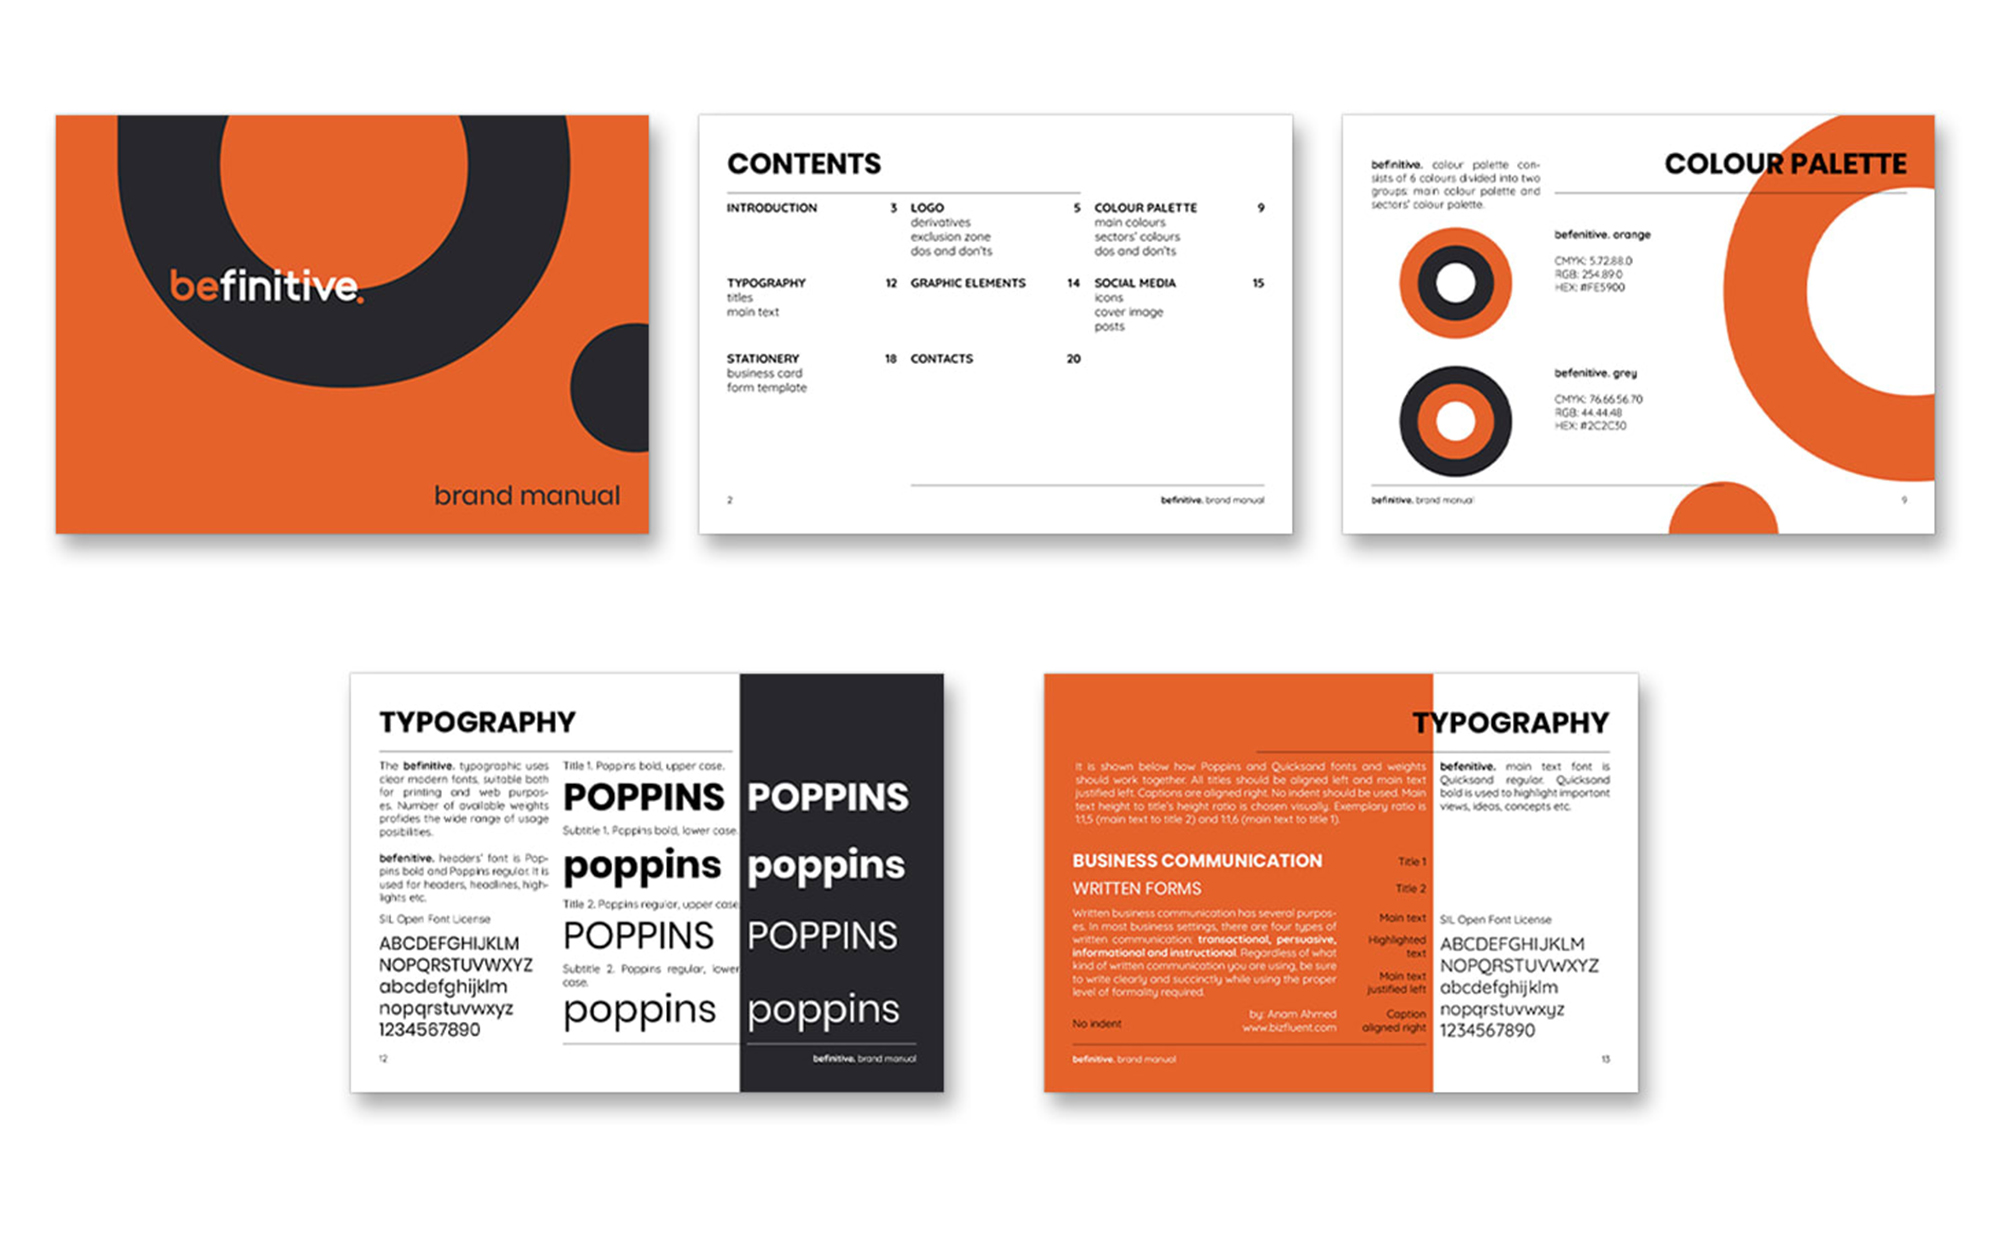 befinitive.
brand manual
CONTENTS
INTRODUCTION 3
LOGO 5
derivatives
exclusion zone
dos and don'ts
COLOUR PALETTE 9
main colours
sectors' colours
dos and don'ts
TYPOGRAPHY 12
titles
main text
GRAPHIC ELEMENTS 14
SOCIAL MEDIA 15
icons
cover image
posts
STATIONERY 18
business card
form template
CONTACTS 20
2
befinitive. brand manual
COLOUR PALETTE
befinitive. colour palette con-
sists of 6 colours divided into two
groups: main colour palette and
sectors' colour palette.
befenitive. orange
CMYK: 5.72.88.0
RGB: 254.89.0
HEX: #FE5900
befenitive. grey
CMYK: 76.66.56.70
RGB: 44.44.48
HEX: #2C2C30
befinitive. brand manual
9
TYPOGRAPHY
The befinitive. typographic uses
clear modern fonts, suitable both
for printing and web purpos-
es. Number of available weights
profides the wide range of usage
posibilities.
befenitive. headers' font is Pop-
pins bold and Poppins regular. It is
used for headers, headlines, high-
lights etc.
SIL Open Font License
ABCDEFGHIJKLM
NOPQRSTUVWXYZ
abcdefghijklm
nopqrstuvwxyz
1234567890
12
Title 1. Poppins bold, upper case.
POPPINS
Subtitle 1. Poppins bold, lower case.
poppins
Title 2. Poppins regular, upper case.
POPPINS
Subtitle 2. Poppins regular, lower
case.
poppins
POPPINS
poppins
POPPINS
poppins
befinitive. brand manual
TYPOGRAPHY
It is shown below how Poppins and Quicksand fonts and weights
should work together. All titles should be aligned left and main text
justified left. Captions are aligned right. No indent should be used. Main
text height to title's height ratio is chosen visually. Exemplary ratio is
1:1,5 (main text to title 2) and 1:1,6 (main text to title 1).
BUSINESS COMMUNICATION
WRITTEN FORMS
Written business communication has several purpos-
es. In most business settings, there are four types of
written communication: transactional, persuasive,
informational and instructional. Regardless of what
kind of written communication you are using, be sure
to write clearly and succinctly while using the proper
level of formality required.
by: Anam Ahmed
www.bizfluent.com
No indent
Title 1
Title 2
Main text
Highlighted
text
Main text
justified left
Caption
aligned right
befinitive. brand manual
befinitive. main text font is
Quicksand regular. Quicksand
bold is used to highlight important
views, ideas, concepts etc.
SIL Open Font License
ABCDEFGHIJKLM
NOPQRSTUVWXYZ
abcdefghijklm
nopqrstuvwxyz
1234567890
13